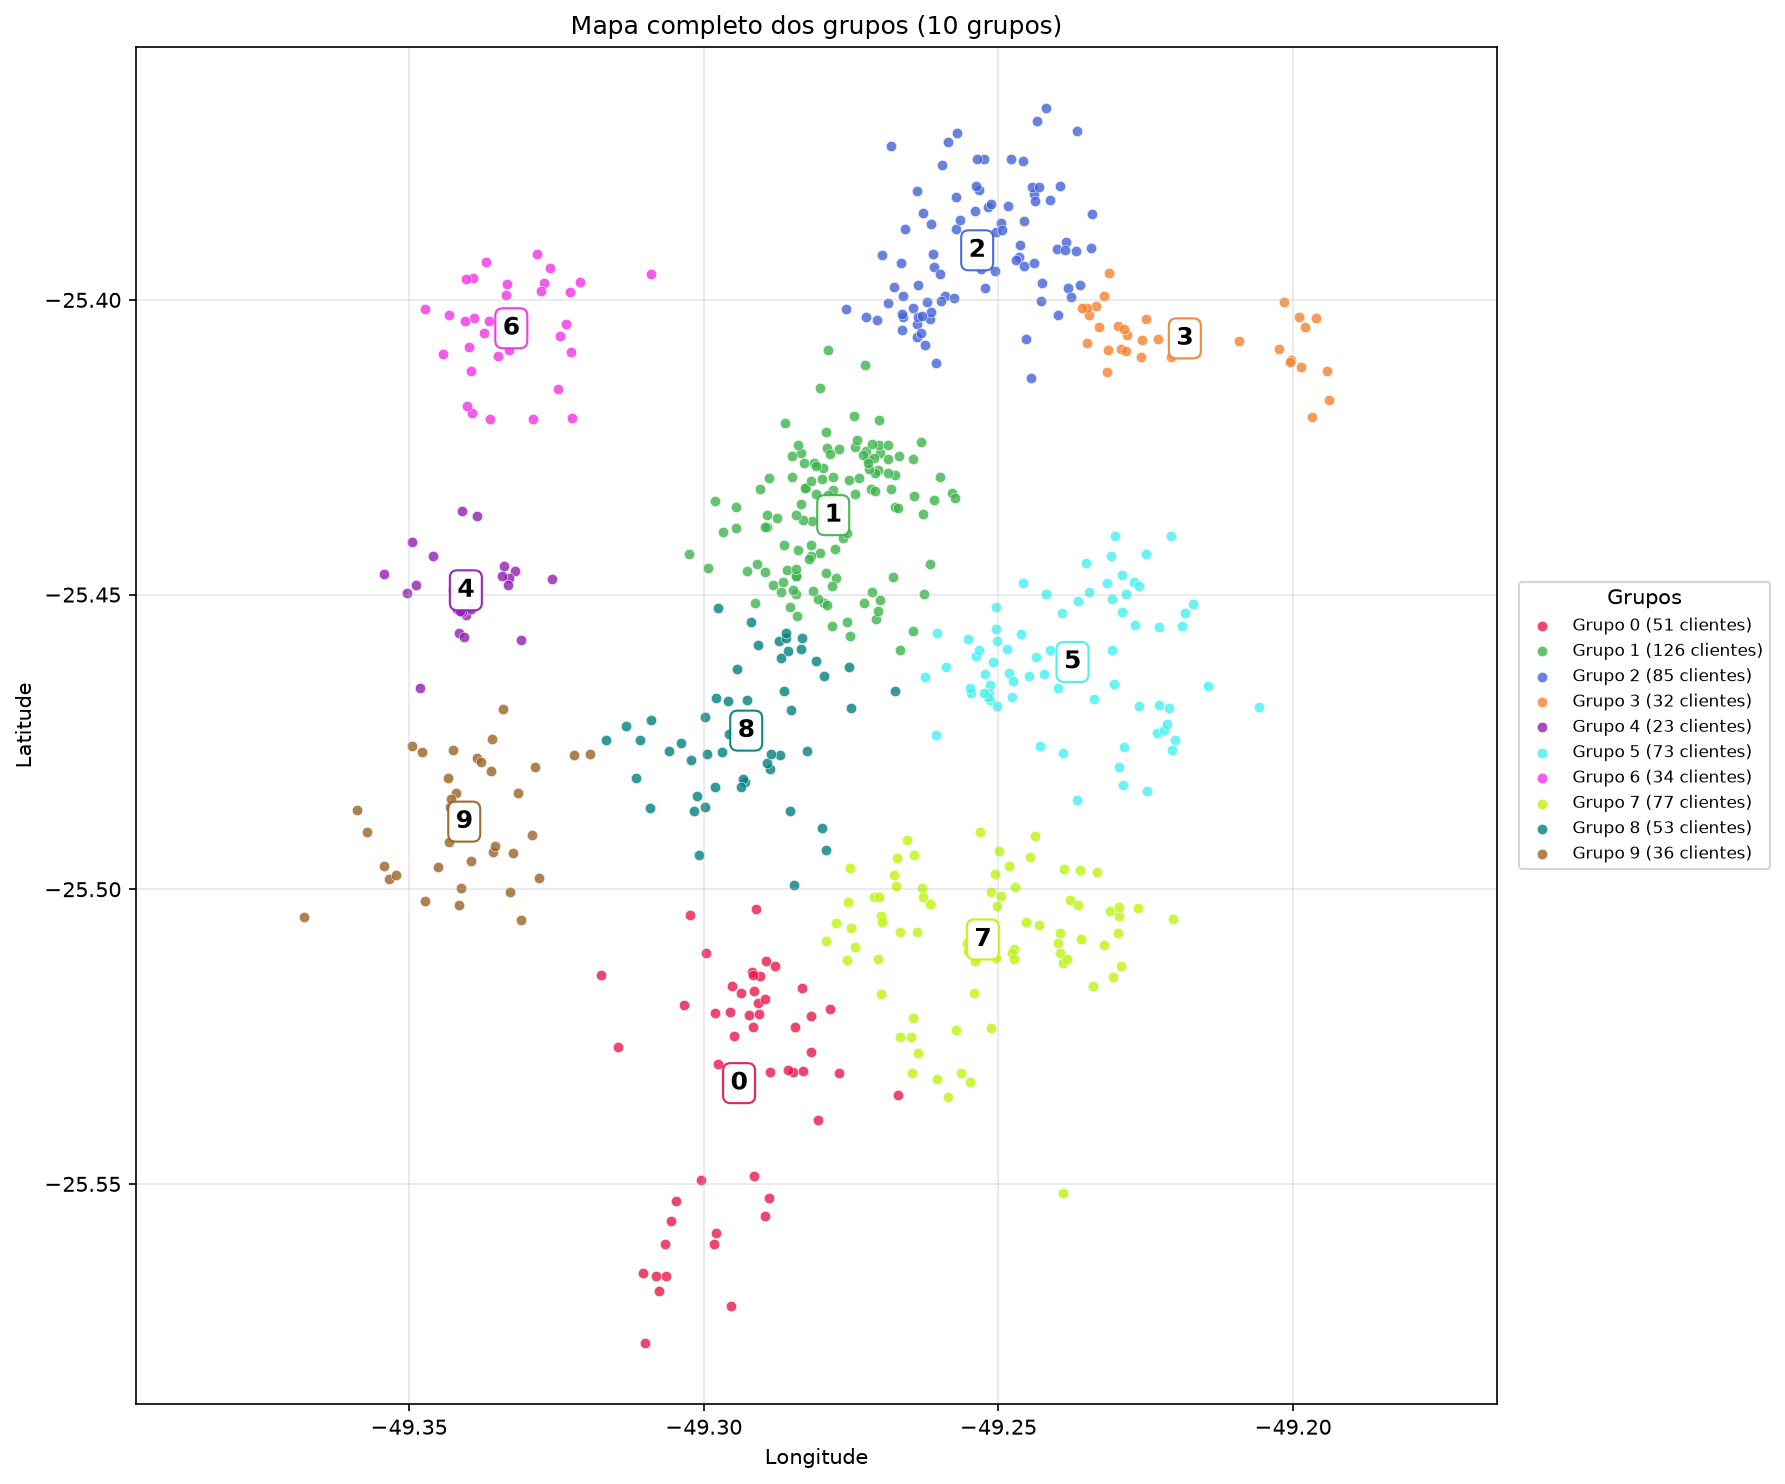 Mapa completo dos grupos (10 grupos)
−25.40
−25.45
−25.50
−25.55
−49.35
−49.30
−49.25
−49.20
Latitude
Longitude
2
3
6
1
4
5
8
9
7
0
Grupos
Grupo 0 (51 clientes)
Grupo 1 (126 clientes)
Grupo 2 (85 clientes)
Grupo 3 (32 clientes)
Grupo 4 (23 clientes)
Grupo 5 (73 clientes)
Grupo 6 (34 clientes)
Grupo 7 (77 clientes)
Grupo 8 (53 clientes)
Grupo 9 (36 clientes)